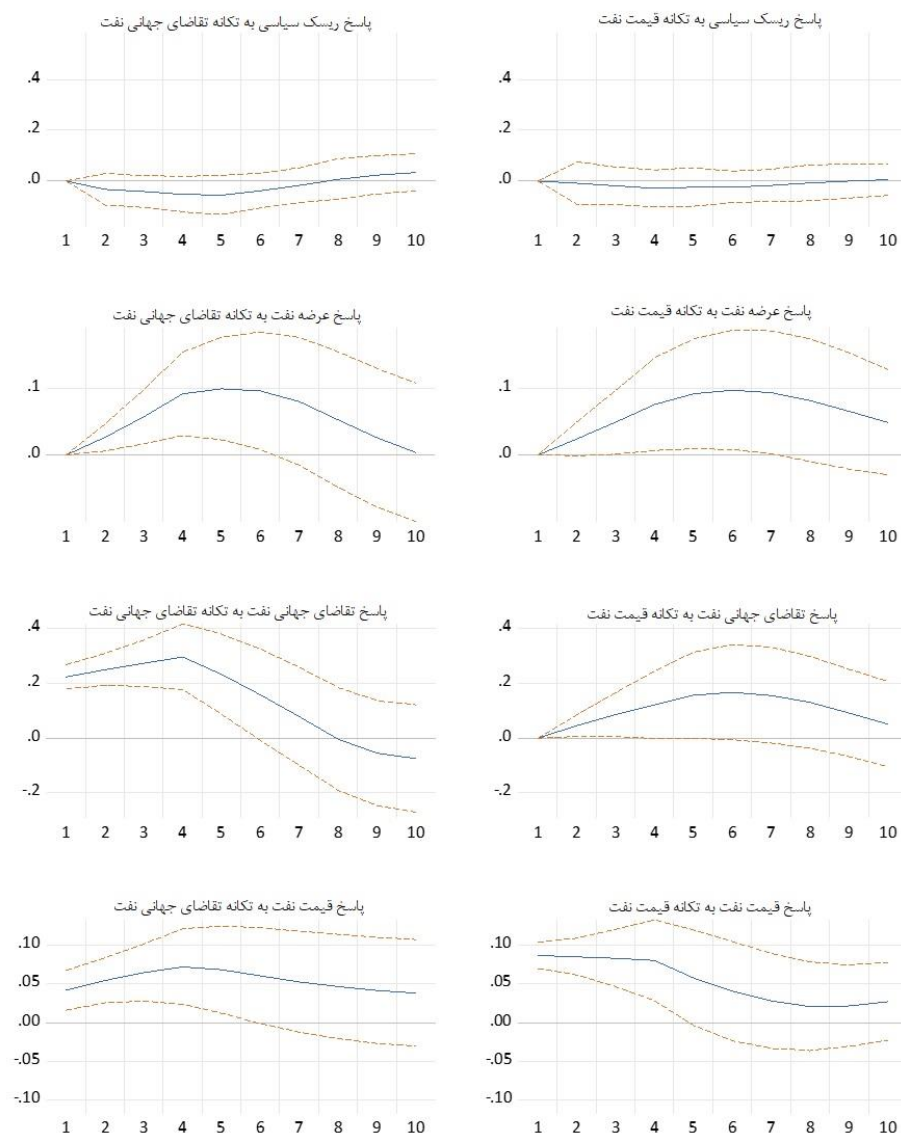 پاسخ ریسک سیاسی به تکانه قیمت نفت
پاسخ ریسک سیاسی به تکانه تقاضای جهانی نفت
.4
.2
.0
1 2 3 4 5 6 7 8 9 10
.4
.2
.0
1 2 3 4 5 6 7 8 9 10
پاسخ عرضه نفت به تکانه قیمت نفت
پاسخ عرضه نفت به تکانه تقاضای جهانی نفت
.1
.0
1 2 3 4 5 6 7 8 9 10
.1
.0
1 2 3 4 5 6 7 8 9 10
پاسخ تقاضای جهانی نفت به تکانه قیمت نفت
پاسخ تقاضای جهانی نفت به تکانه تقاضای جهانی نفت
.4
.2
.0
-.2
1 2 3 4 5 6 7 8 9 10
.4
.2
.0
-.2
1 2 3 4 5 6 7 8 9 10
پاسخ قیمت نفت به تکانه قیمت نفت
پاسخ قیمت نفت به تکانه تقاضای جهانی نفت
.10
.05
.00
-.05
-.10
1 2 3 4 5 6 7 8 9 10
.10
.05
.00
-.05
-.10
1 2 3 4 5 6 7 8 9 10